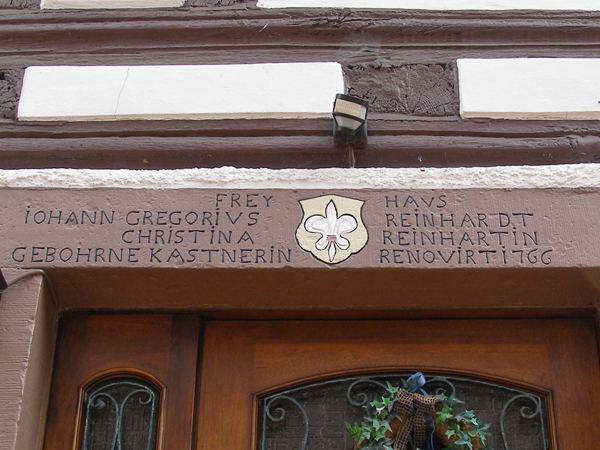 FREY HAVS
IOHANN GREGORIVS REINHARDT
CHRISTINA REINHARTIN
GEBOHRNE KASTNERIN RENOVIRT 1766